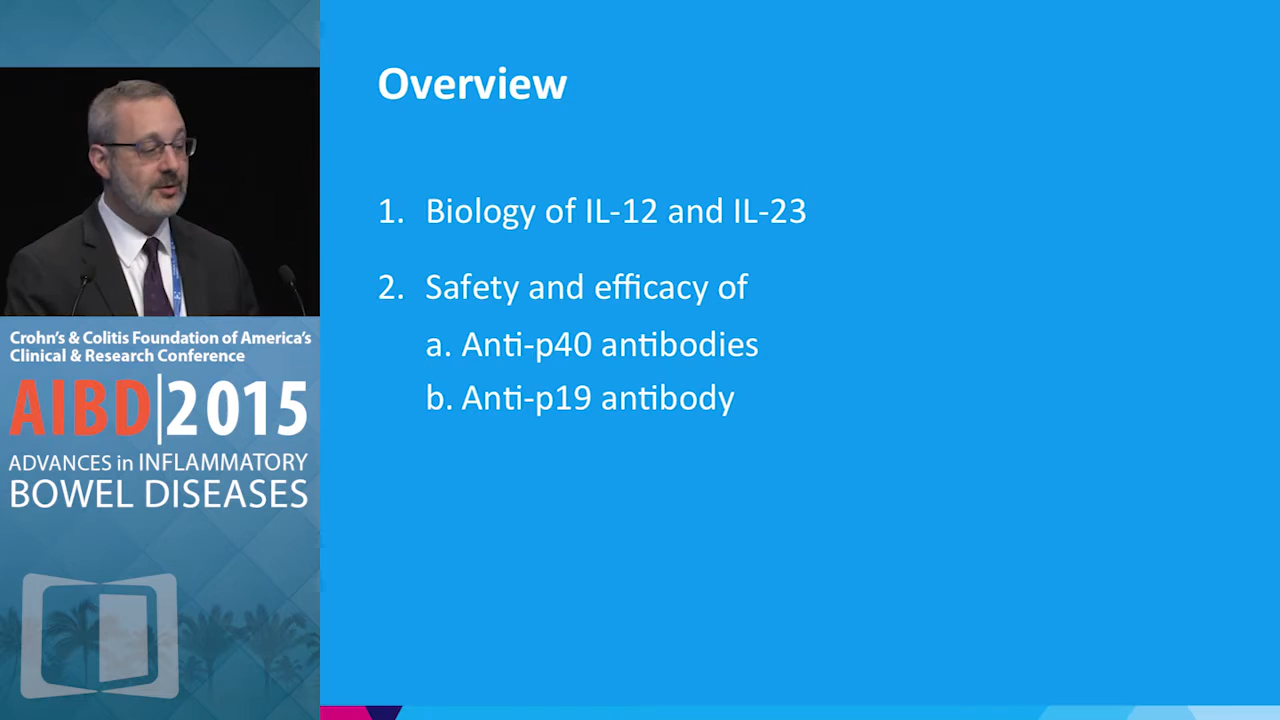 Overview
1. Biology of IL-12 and IL-23
2. Safety and efficacy of
a. Anti-p40 antibodies
b. Anti-p19 antibody
Crohn's & Colitis Foundation of America's
Clinical & Research Conference
AIBD|2015
ADVANCES in INFLAMMATORY
BOWEL DISEASES